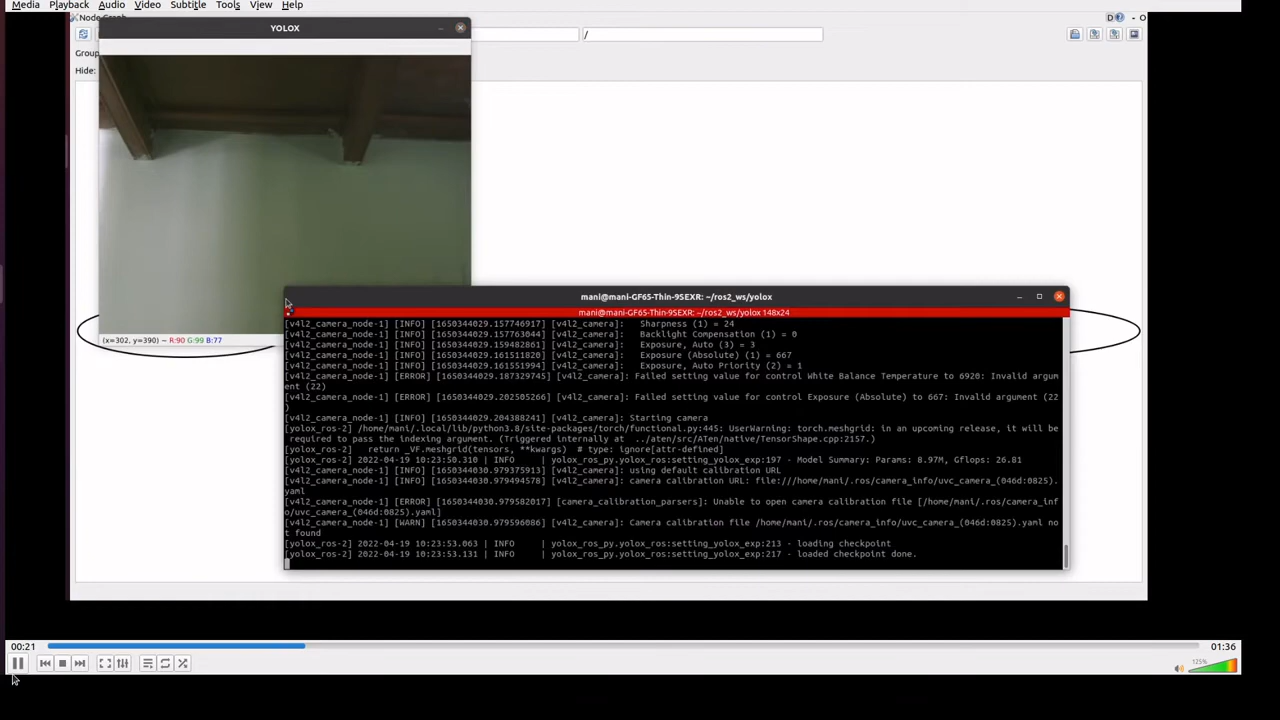 Media Playback Audio Video Subtitle Tools View Help
Node Graph
YOLOX
/
Group
Hide:
(x=302, y=390) ~ R:90 G:99 B:77
mani@mani-GF65-Thin-9SEXR: ~/ros2_ws/yolox
mani@mani-GF65-Thin-9SEXR: ~/ros2_ws/yolox 148x24
[v4l2_camera_node-1] [INFO] [1650344029.157746917] [v4l2_camera]: Sharpness (1) = 24
[v4l2_camera_node-1] [INFO] [1650344029.157763044] [v4l2_camera]: Backlight Compensation (1) = 0
[v4l2_camera_node-1] [INFO] [1650344029.159482861] [v4l2_camera]: Exposure, Auto (3) = 3
[v4l2_camera_node-1] [INFO] [1650344029.161511820] [v4l2_camera]: Exposure (Absolute) (1) = 667
[v4l2_camera_node-1] [INFO] [1650344029.161551994] [v4l2_camera]: Exposure, Auto Priority (2) = 1
[v4l2_camera_node-1] [ERROR] [1650344029.187329745] [v4l2_camera]: Failed setting value for control White Balance Temperature to 6920: Invalid argum
ent (22)
[v4l2_camera_node-1] [ERROR] [1650344029.202505266] [v4l2_camera]: Failed setting value for control Exposure (Absolute) to 667: Invalid argument (22
)
[v4l2_camera_node-1] [INFO] [1650344029.204388241] [v4l2_camera]: Starting camera
[yolox_ros-2] /home/mani/.local/lib/python3.8/site-packages/torch/functional.py:445: UserWarning: torch.meshgrid: in an upcoming release, it will be
required to pass the indexing argument. (Triggered internally at ../aten/src/ATen/native/TensorShape.cpp:2157.)
[yolox_ros-2] return _VF.meshgrid(tensors, **kwargs) # type: ignore[attr-defined]
[yolox_ros-2] 2022-04-19 10:23:50.310 | INFO | yolox_ros_py.yolox_ros:setting_yolox_exp:197 - Model Summary: Params: 8.97M, Gflops: 26.81
[v4l2_camera_node-1] [INFO] [1650344030.979375913] [v4l2_camera]: using default calibration URL
[v4l2_camera_node-1] [INFO] [1650344030.979494578] [v4l2_camera]: camera calibration URL: file:///home/mani/.ros/camera_info/uvc_camera_(046d:0825).
yaml
[v4l2_camera_node-1] [ERROR] [1650344030.979582017] [camera_calibration_parsers]: Unable to open camera calibration file [/home/mani/.ros/camera_inf
o/uvc_camera_(046d:0825).yaml]
[v4l2_camera_node-1] [WARN] [1650344030.979596086] [v4l2_camera]: Camera calibration file /home/mani/.ros/camera_info/uvc_camera_(046d:0825).yaml no
t found
[yolox_ros-2] 2022-04-19 10:23:53.063 | INFO | yolox_ros_py.yolox_ros:setting_yolox_exp:213 - loading checkpoint
[yolox_ros-2] 2022-04-19 10:23:53.131 | INFO | yolox_ros_py.yolox_ros:setting_yolox_exp:217 - loaded checkpoint done.
00:21
01:36
125%